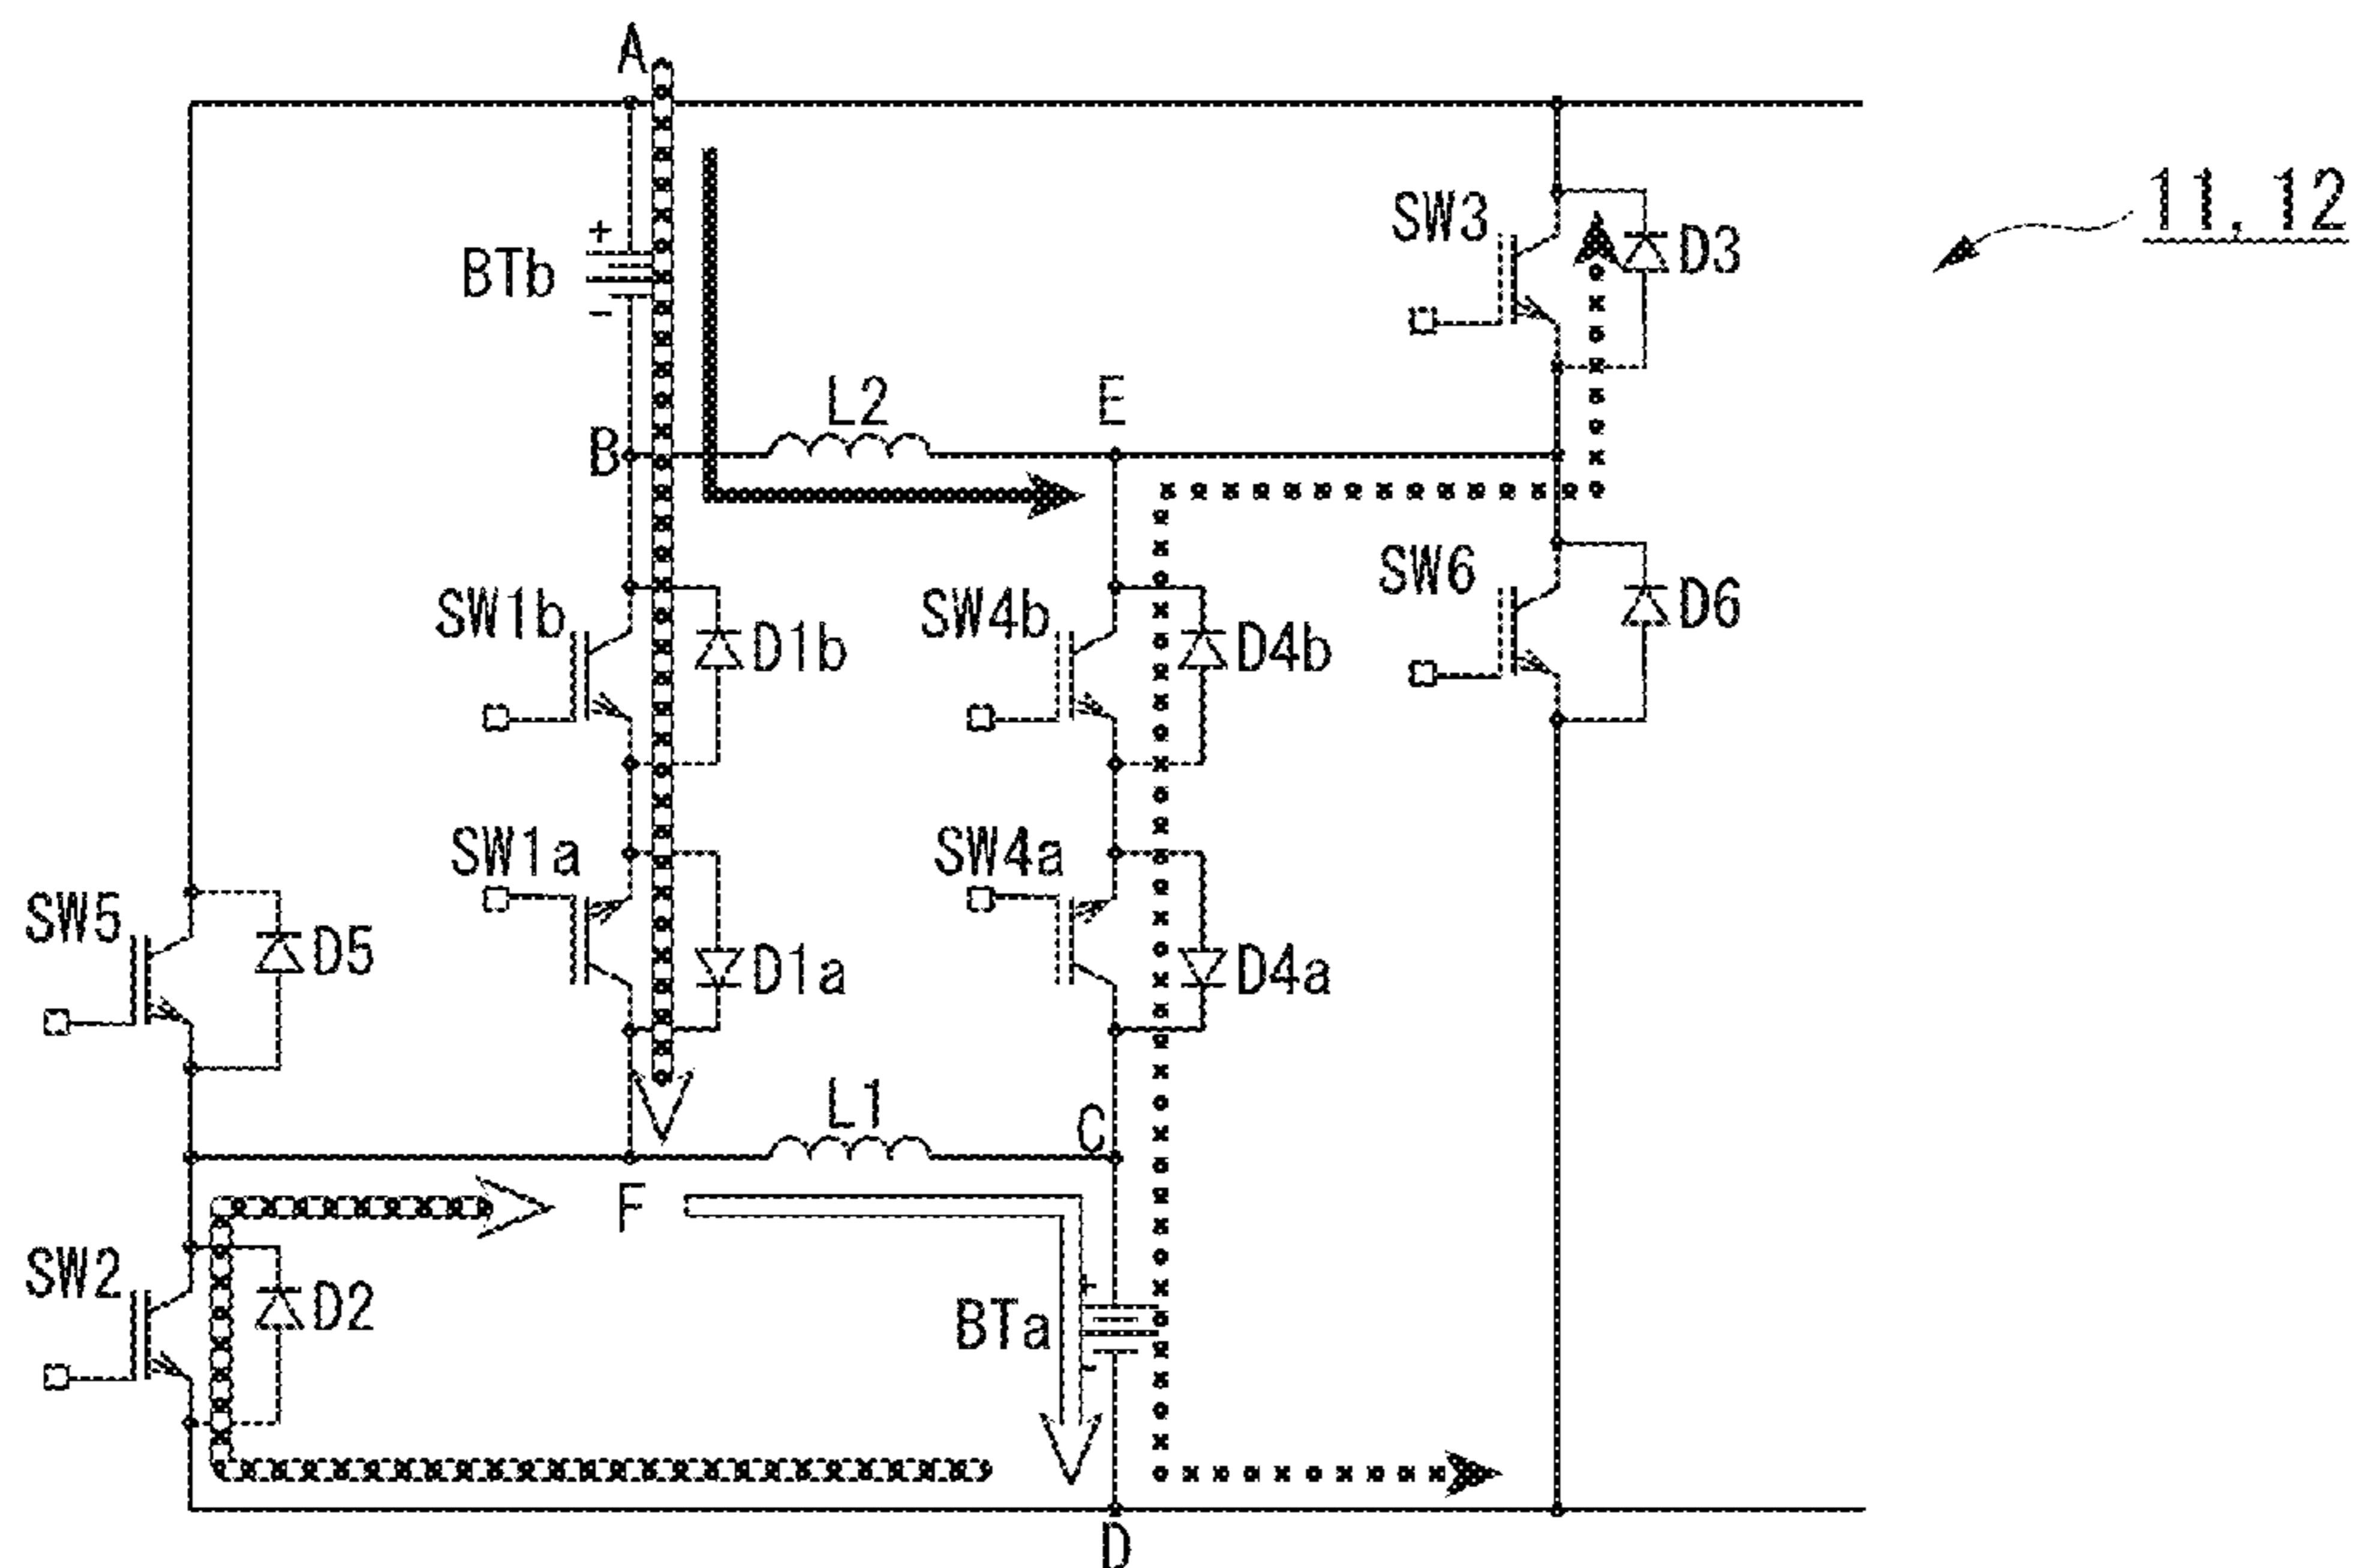 A
11, 12
SW3
D3
+
BTb
-
L2
E
B
SW6
D6
SW1b
D1b
SW4b
D4b
SW1a
D1a
SW4a
D4a
SW5
D5
L1
C
F
SW2
D2
+
BTa
-
D